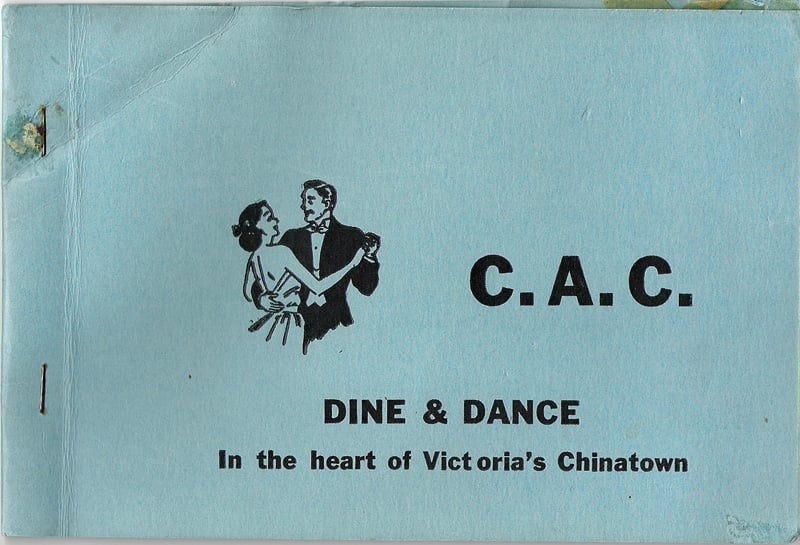 C.A.C.
DINE & DANCE
In the heart of Victoria's Chinatown